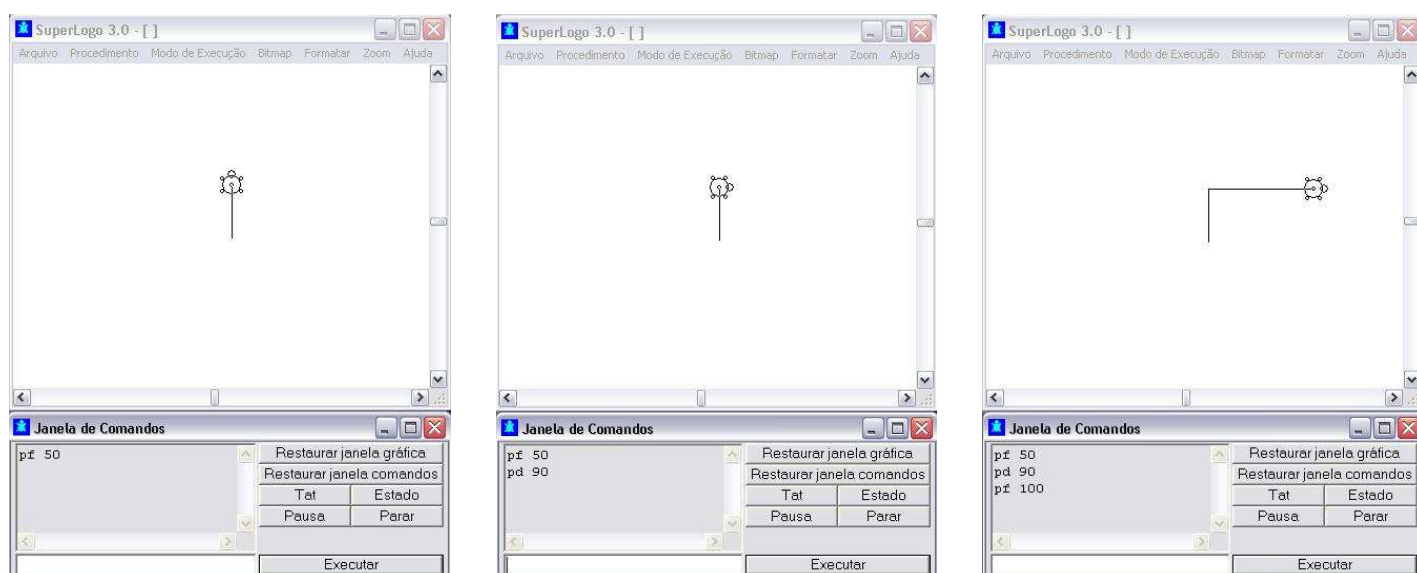 SuperLogo 3.0 - [ ]
Arquivo Procedimento Modo de Execução Bitmap Formatar Zoom Ajuda
Janela de Comandos
pf 50
Restaurar janela gráfica
Restaurar janela comandos
Tat Estado
Pausa Parar
Executar
SuperLogo 3.0 - [ ]
Arquivo Procedimento Modo de Execução Bitmap Formatar Zoom Ajuda
Janela de Comandos
pf 50
pd 90
Restaurar janela gráfica
Restaurar janela comandos
Tat Estado
Pausa Parar
Executar
SuperLogo 3.0 - [ ]
Arquivo Procedimento Modo de Execução Bitmap Formatar Zoom Ajuda
Janela de Comandos
pf 50
pd 90
pf 100
Restaurar janela gráfica
Restaurar janela comandos
Tat Estado
Pausa Parar
Executar